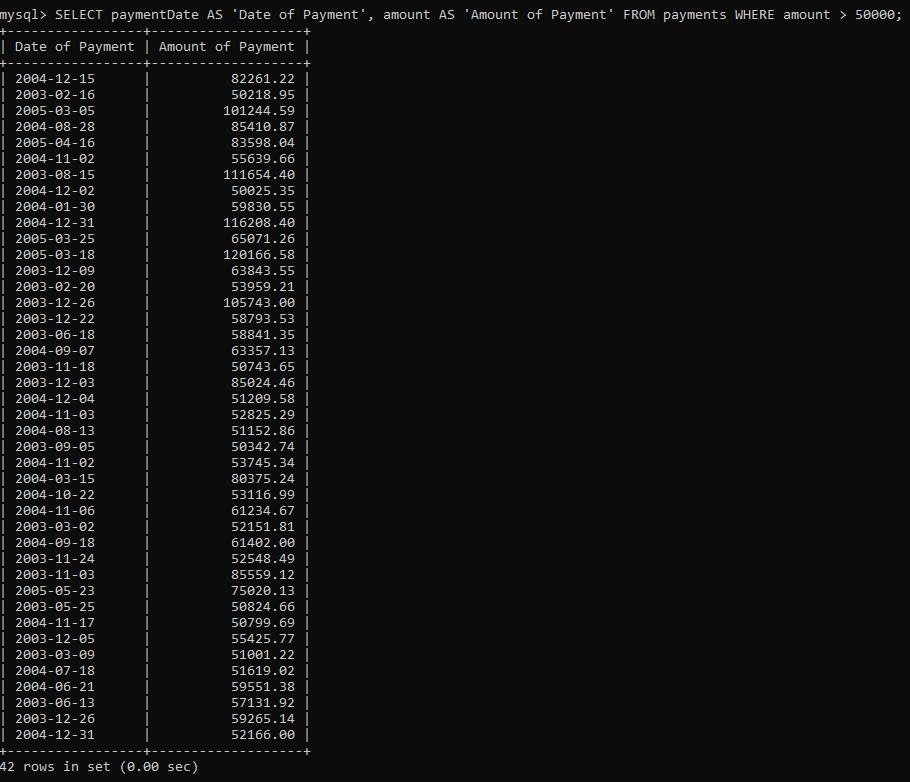 mysql> SELECT paymentDate AS 'Date of Payment', amount AS 'Amount of Payment' FROM payments WHERE amount > 50000;
+-----------------+-------------------+
| Date of Payment | Amount of Payment |
+-----------------+-------------------+
| 2004-12-15      |          82261.22 |
| 2003-02-16      |          50218.95 |
| 2005-03-05      |         101244.59 |
| 2004-08-28      |          85410.87 |
| 2005-04-16      |          83598.04 |
| 2004-11-02      |          55639.66 |
| 2003-08-15      |         111654.40 |
| 2004-12-02      |          50025.35 |
| 2004-01-30      |          59830.55 |
| 2004-12-31      |         116208.40 |
| 2005-03-25      |          65071.26 |
| 2005-03-18      |         120166.58 |
| 2003-12-09      |          63843.55 |
| 2003-02-20      |          53959.21 |
| 2003-12-26      |         105743.00 |
| 2003-12-22      |          58793.53 |
| 2003-06-18      |          58841.35 |
| 2004-09-07      |          63357.13 |
| 2003-11-18      |          50743.65 |
| 2003-12-03      |          85024.46 |
| 2004-12-04      |          51209.58 |
| 2004-11-03      |          52825.29 |
| 2004-08-13      |          51152.86 |
| 2003-09-05      |          50342.74 |
| 2004-11-02      |          53745.34 |
| 2004-03-15      |          80375.24 |
| 2004-10-22      |          53116.99 |
| 2004-11-06      |          61234.67 |
| 2003-03-02      |          52151.81 |
| 2004-09-18      |          61402.00 |
| 2003-11-24      |          52548.49 |
| 2003-11-03      |          85559.12 |
| 2005-05-23      |          75020.13 |
| 2003-05-25      |          50824.66 |
| 2004-11-17      |          50799.69 |
| 2003-12-05      |          55425.77 |
| 2003-03-09      |          51001.22 |
| 2004-07-18      |          51619.02 |
| 2004-06-21      |          59551.38 |
| 2003-06-13      |          57131.92 |
| 2003-12-26      |          59265.14 |
| 2004-12-31      |          52166.00 |
+-----------------+-------------------+
42 rows in set (0.00 sec)